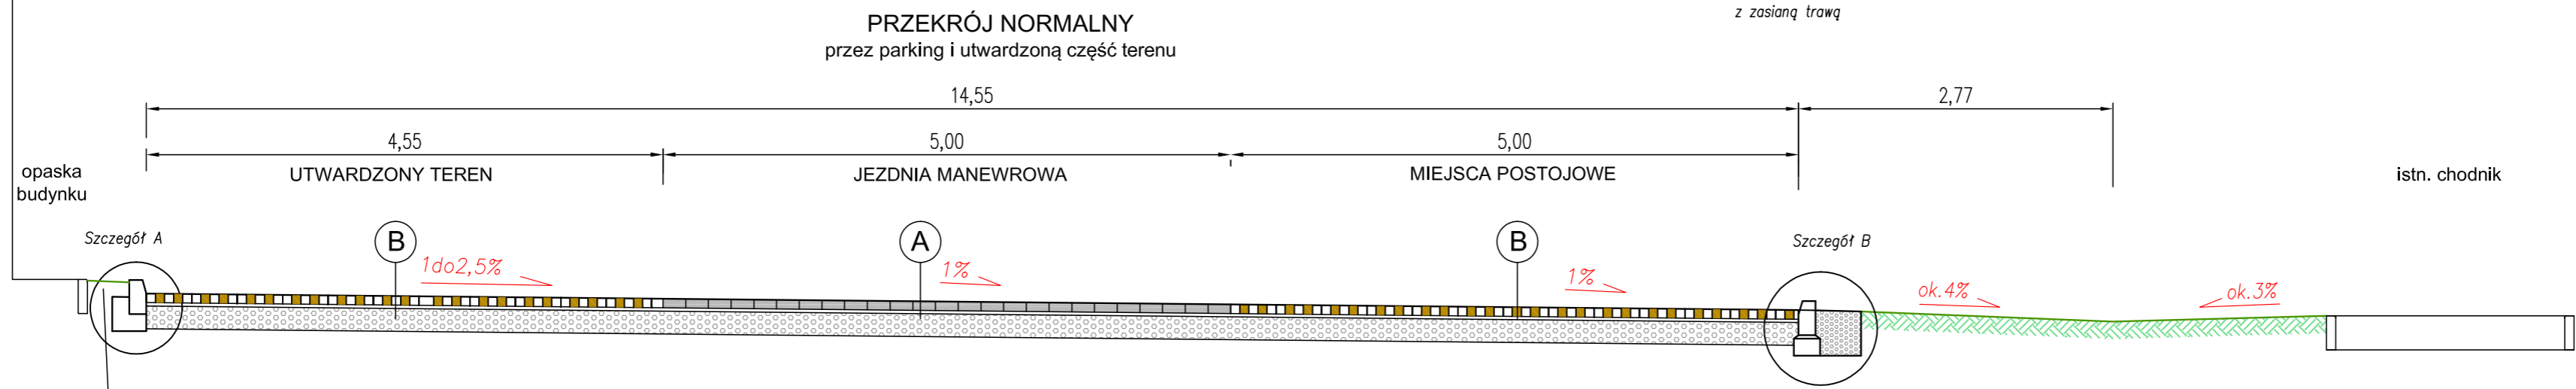 z zasianą trawą
PRZEKRÓJ NORMALNY
przez parking i utwardzoną część terenu
14,55
2,77
4,55
5,00
5,00
opaska
budynku
UTWARDZONY TEREN
JEZDNIA MANEWROWA
MIEJSCA POSTOJOWE
istn. chodnik
Szczegół A
B
A
B
Szczegół B
1do2,5%
1%
1%
ok.4%
ok.3%